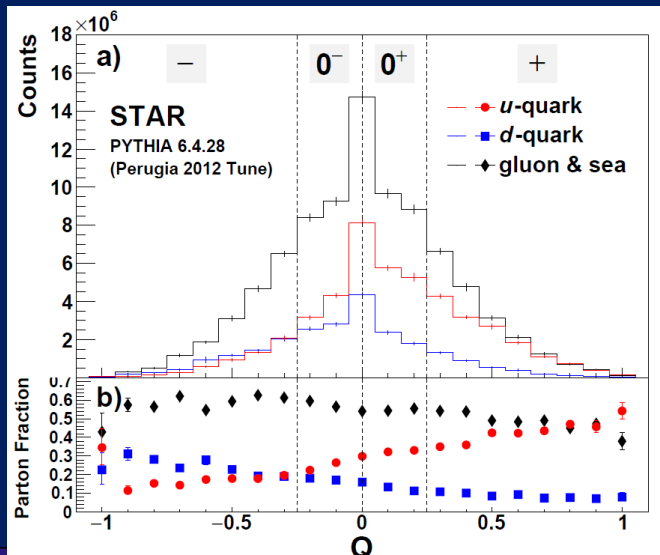 ×10⁶
a)
−
0⁻
0⁺
+
STAR
PYTHIA 6.4.28
(Perugia 2012 Tune)
u-quark
d-quark
gluon & sea
Counts
18
16
14
12
10
8
6
4
2
b)
Parton Fraction
0.7
0.6
0.5
0.4
0.3
0.2
0.1
0
−1
−0.5
0
0.5
1
Q